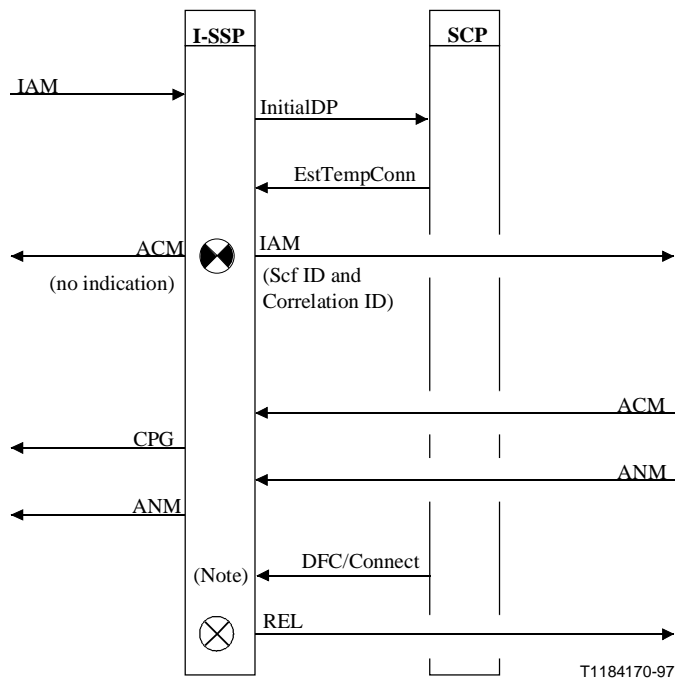 I-SSP
SCP
IAM
InitialDP
EstTempConn
ACM
IAM
(no indication)
(Scf ID and
Correlation ID)
ACM
CPG
ANM
ANM
DFC/Connect
(Note)
REL
T1184170-97